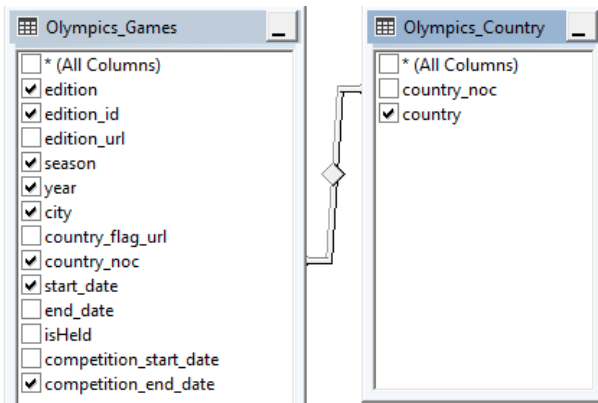 Olympics_Games
* (All Columns)
edition
edition_id
edition_url
season
year
city
country_flag_url
country_noc
start_date
end_date
isHeld
competition_start_date
competition_end_date
Olympics_Country
* (All Columns)
country_noc
country